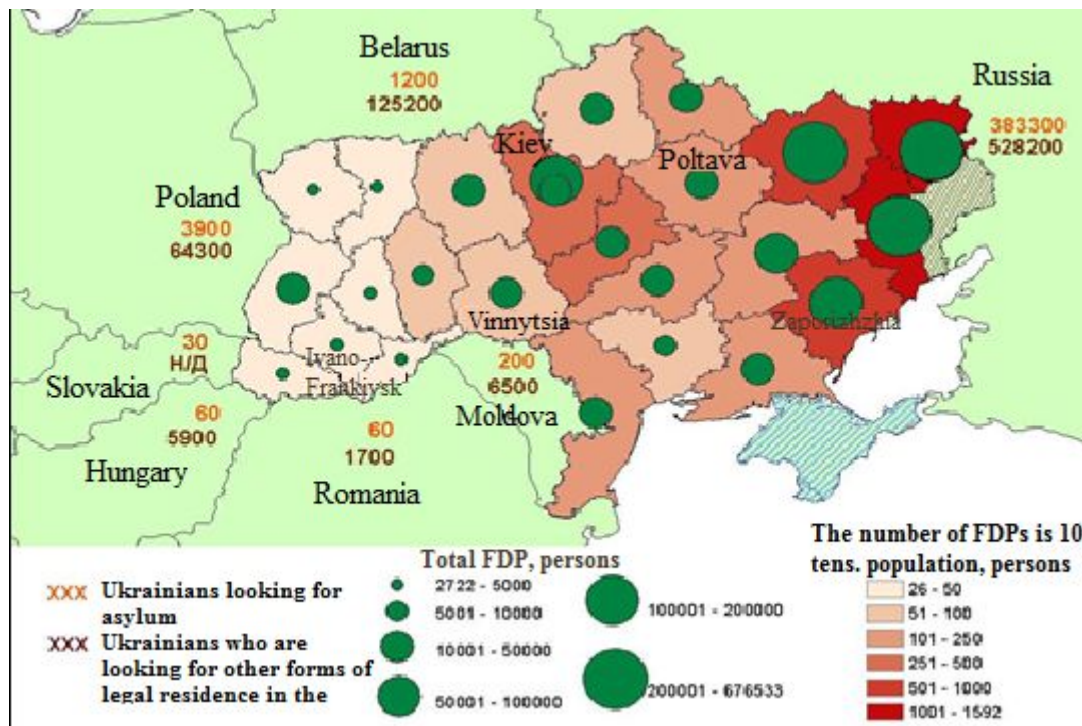 Belarus
1200
125200
Russia
383300
528200
Kiev
Poltava
Poland
3900
64300
Vinnytsia
Zaporizhzhia
30
Н/Д
Slovakia
Ivano-
Frankivsk
200
6500
Moldova
60
5900
Hungary
60
1700
Romania
XXX Ukrainians looking for
asylum
XXX Ukrainians who are
looking for other forms of
legal residence in the
Total FDP, persons
2722 - 5000
5001 - 10000
10001 - 50000
50001 - 100000
100001 - 200000
200001 - 676533
The number of FDPs is 10
tens. population, persons
26 - 50
51 - 100
101 - 250
251 - 500
501 - 1000
1001 - 1592